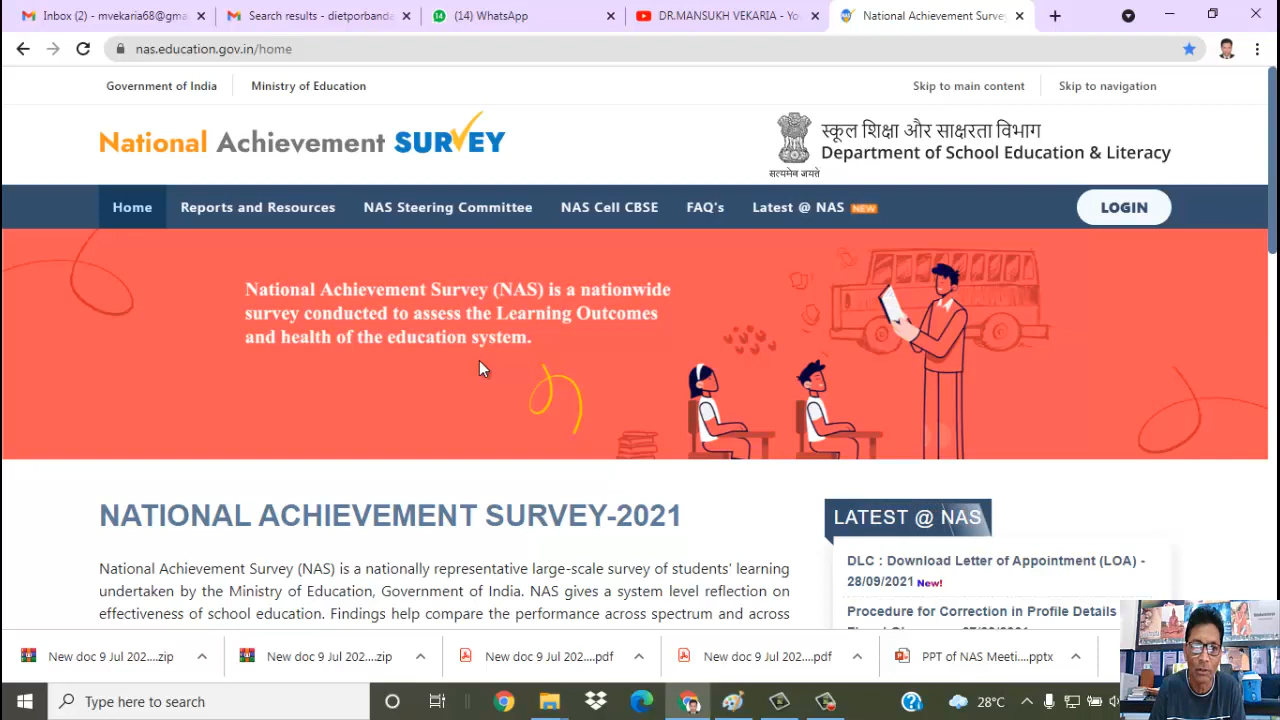 Inbox (2) - mvekaria68@gma
Search results - dietporbanda
(14) WhatsApp
DR.MANSUKH VEKARIA - Yo
National Achievement Surve
nas.education.gov.in/home
Government of India
Ministry of Education
Skip to main content
Skip to navigation
National Achievement SURVEY
स्कूल शिक्षा और साक्षरता विभाग
Department of School Education & Literacy
सत्यमेव जयते
Home
Reports and Resources
NAS Steering Committee
NAS Cell CBSE
FAQ's
Latest @ NAS NEW
LOGIN
National Achievement Survey (NAS) is a nationwide
survey conducted to assess the Learning Outcomes
and health of the education system.
NATIONAL ACHIEVEMENT SURVEY-2021
National Achievement Survey (NAS) is a nationally representative large-scale survey of students' learning
undertaken by the Ministry of Education, Government of India. NAS gives a system level reflection on
effectiveness of school education. Findings help compare the performance across spectrum and across
LATEST @ NAS
DLC : Download Letter of Appointment (LOA) -
28/09/2021 New!
Procedure for Correction in Profile Details
New doc 9 Jul 202....zip
New doc 9 Jul 202....zip
New doc 9 Jul 202....pdf
New doc 9 Jul 202....pdf
PPT of NAS Meeti....pptx
Type here to search
28°C